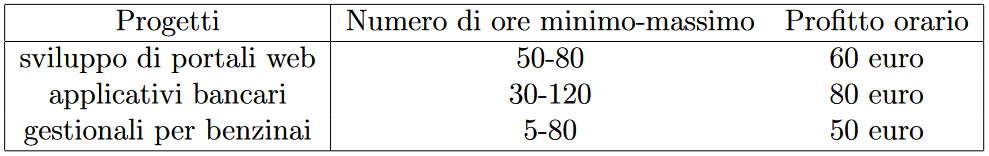 Progetti Numero di ore minimo-massimo Profitto orario
sviluppo di portali web 50-80 60 euro
applicativi bancari 30-120 80 euro
gestionali per benzinai 5-80 50 euro